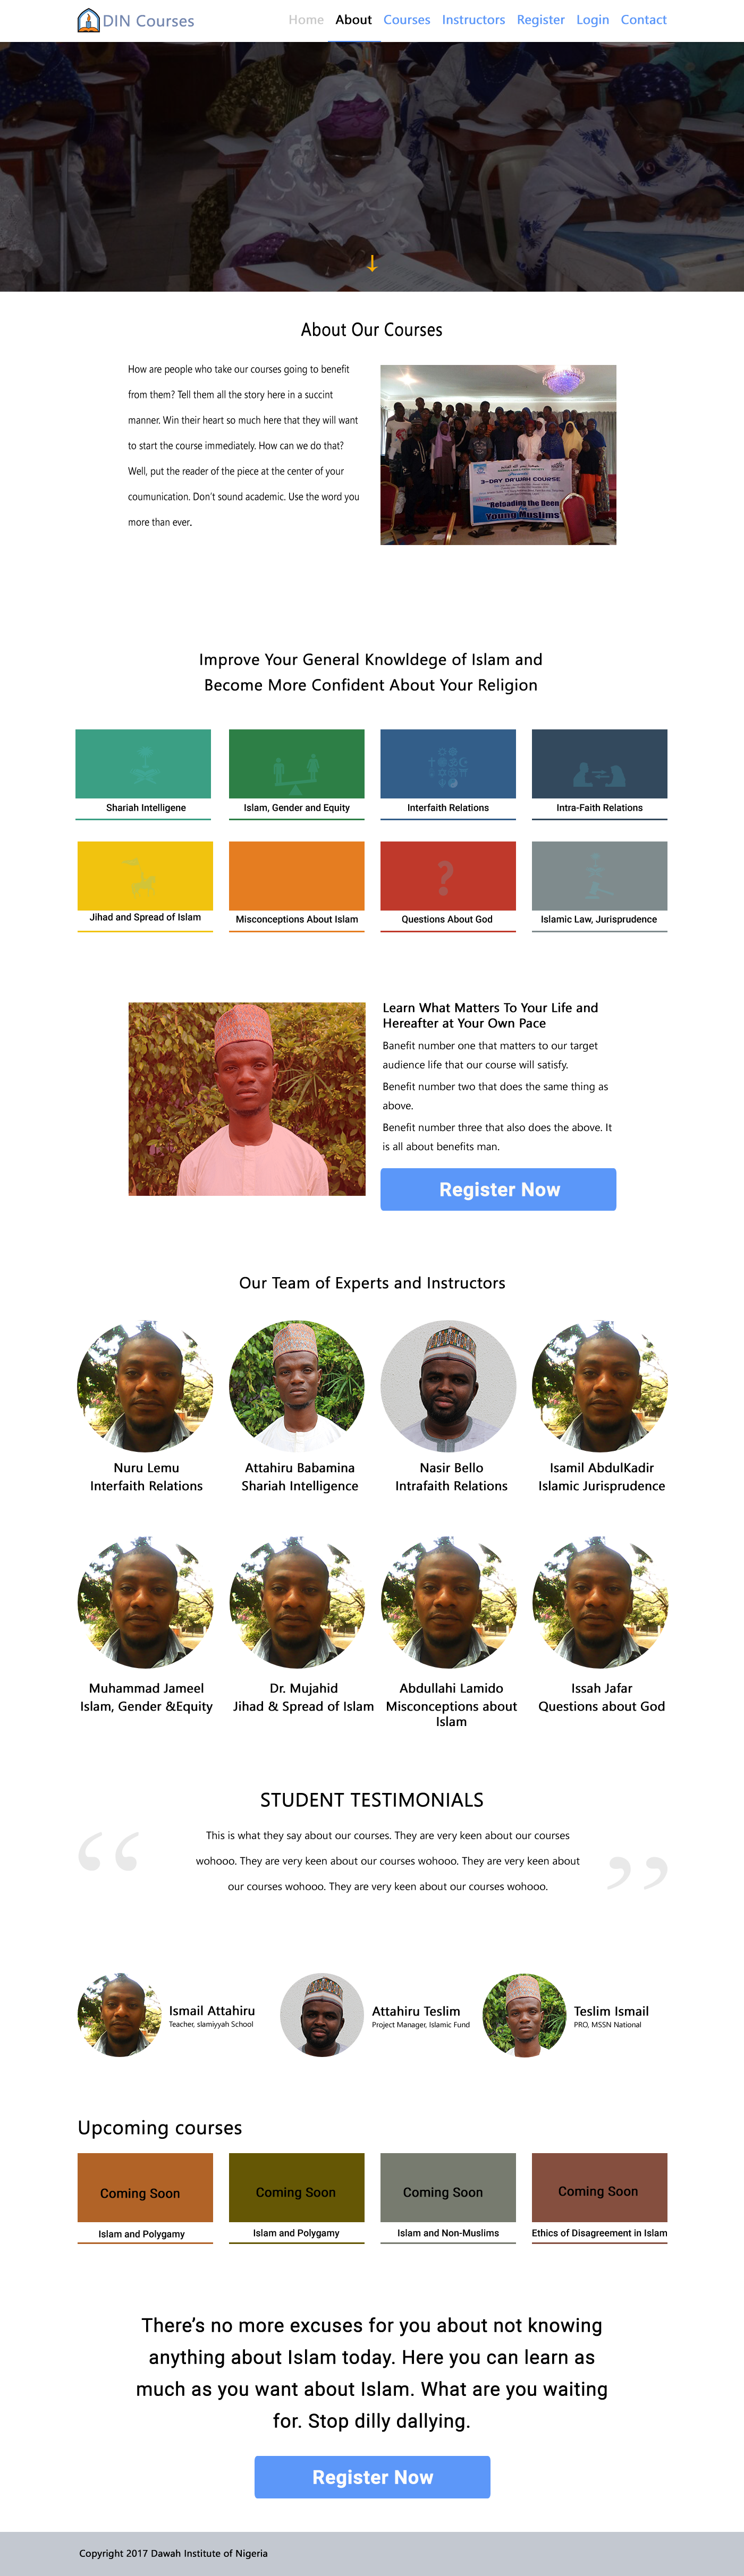 DIN Courses
Home About Courses Instructors Register Login Contact
About Our Courses
How are people who take our courses going to benefit
from them? Tell them all the story here in a succint
manner. Win their heart so much here that they will want
to start the course immediately. How can we do that?
Well, put the reader of the piece at the center of your
coumunication. Don't sound academic. Use the word you
more than ever.
3-DAY DA'WAH COURSE
"Reloading the Deen
Young Muslims"
Improve Your General Knowldege of Islam and
Become More Confident About Your Religion
Shariah Intelligene
Islam, Gender and Equity
Interfaith Relations
Intra-Faith Relations
?
Jihad and Spread of Islam
Misconceptions About Islam
Questions About God
Islamic Law, Jurisprudence
Learn What Matters To Your Life and
Hereafter at Your Own Pace
Banefit number one that matters to our target
audience life that our course will satisfy.
Benefit number two that does the same thing as
above.
Benefit number three that also does the above. It
is all about benefits man.
Register Now
Our Team of Experts and Instructors
Nuru Lemu
Interfaith Relations
Attahiru Babamina
Shariah Intelligence
Nasir Bello
Intrafaith Relations
Isamil AbdulKadir
Islamic Jurisprudence
Muhammad Jameel
Islam, Gender &Equity
Dr. Mujahid
Jihad & Spread of Islam
Abdullahi Lamido
Misconceptions about
Islam
Issah Jafar
Questions about God
STUDENT TESTIMONIALS
“
This is what they say about our courses. They are very keen about our courses
wohooo. They are very keen about our courses wohooo. They are very keen about
our courses wohooo. They are very keen about our courses wohooo.
”
Ismail Attahiru
Teacher, slamiyyah School
Attahiru Teslim
Project Manager, Islamic Fund
Teslim Ismail
PRO, MSSN National
Upcoming courses
Coming Soon
Islam and Polygamy
Coming Soon
Islam and Polygamy
Coming Soon
Islam and Non-Muslims
Coming Soon
Ethics of Disagreement in Islam
There's no more excuses for you about not knowing
anything about Islam today. Here you can learn as
much as you want about Islam. What are you waiting
for. Stop dilly dallying.
Register Now
Copyright 2017 Dawah Institute of Nigeria